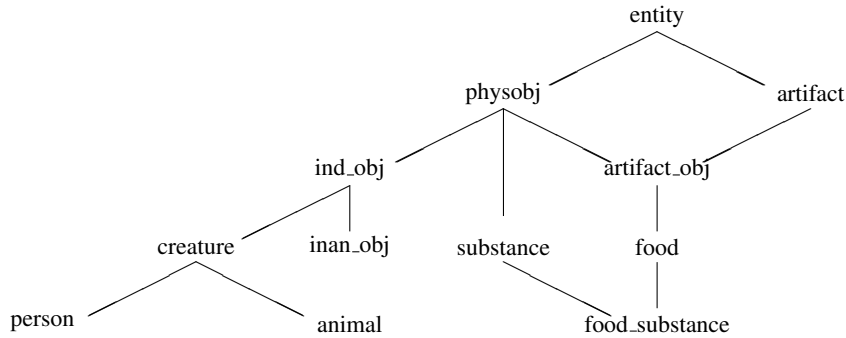 entity
physobj artifact
ind_obj artifact_obj
creature inan_obj substance food
person animal food_substance